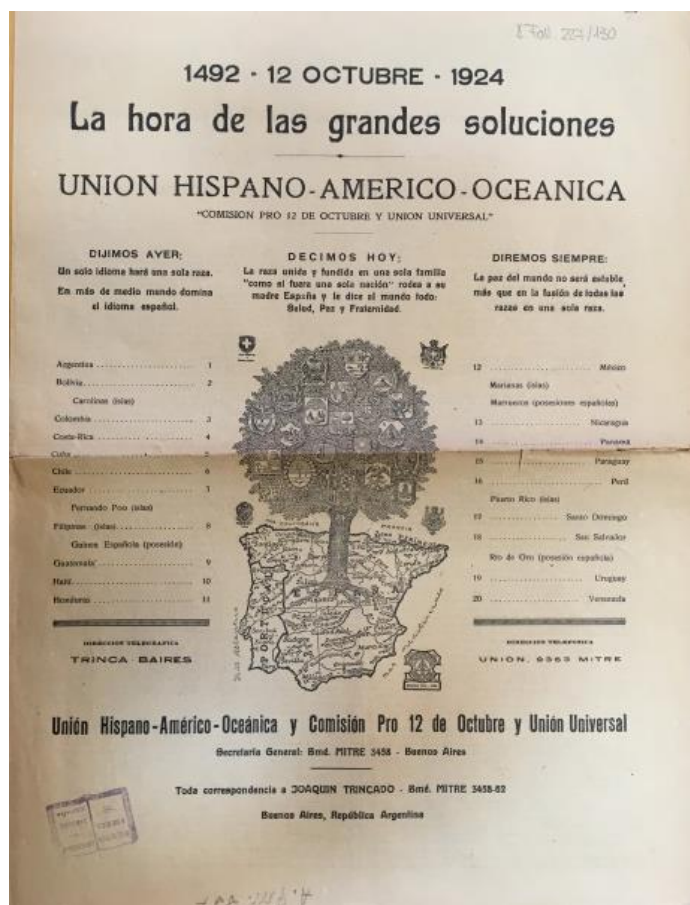 1492 · 12 OCTUBRE · 1924
La hora de las grandes soluciones
UNION HISPANO-AMERICO-OCEANICA
"COMISION PRO 12 DE OCTUBRE Y UNION UNIVERSAL"
DIJIMOS AYER:
Un solo idioma hará una sola raza.
En más de medio mundo domina
el idioma español.
DECIMOS HOY:
La raza unida y fundida en una sola familia
"como si fuera una sola nación" rodea a su
madre España y le dice al mundo todo:
Salud, Paz y Fraternidad.
DIREMOS SIEMPRE:
La paz del mundo no será estable
más que en la fusión de todas las
razas en una sola raza.
Argentina 1
Bolivia 2
Carolinas (islas)
Colombia 3
Costa-Rica 4
Cuba 5
Chile 6
Ecuador 7
Fernando Poo (islas)
Filipinas (islas) 8
Guinea Española (posesión)
Guatemala 9
Haití 10
Honduras 11
12 Méjico
Marianas (islas)
Marruecos (posesiones españolas)
13 Nicaragua
14 Panamá
15 Paraguay
16 Perú
Puerto Rico (islas)
Santo Domingo
18 San Salvador
Rio de Oro (posesión española)
19 Uruguay
20 Venezuela
PORTUGAL
DIRECCION TELEGRAFICA
TRINCA-BAIRES
DIRECCION TELEFONICA
UNION, 6363 MITRE
Unión Hispano-Américo-Oceánica y Comisión Pro 12 de Octubre y Unión Universal
Secretaría General: Bmé. MITRE 3458 - Buenos Aires
Toda correspondencia a JOAQUIN TRINCADO - Bmé. MITRE 3458-62
Buenos Aires, República Argentina